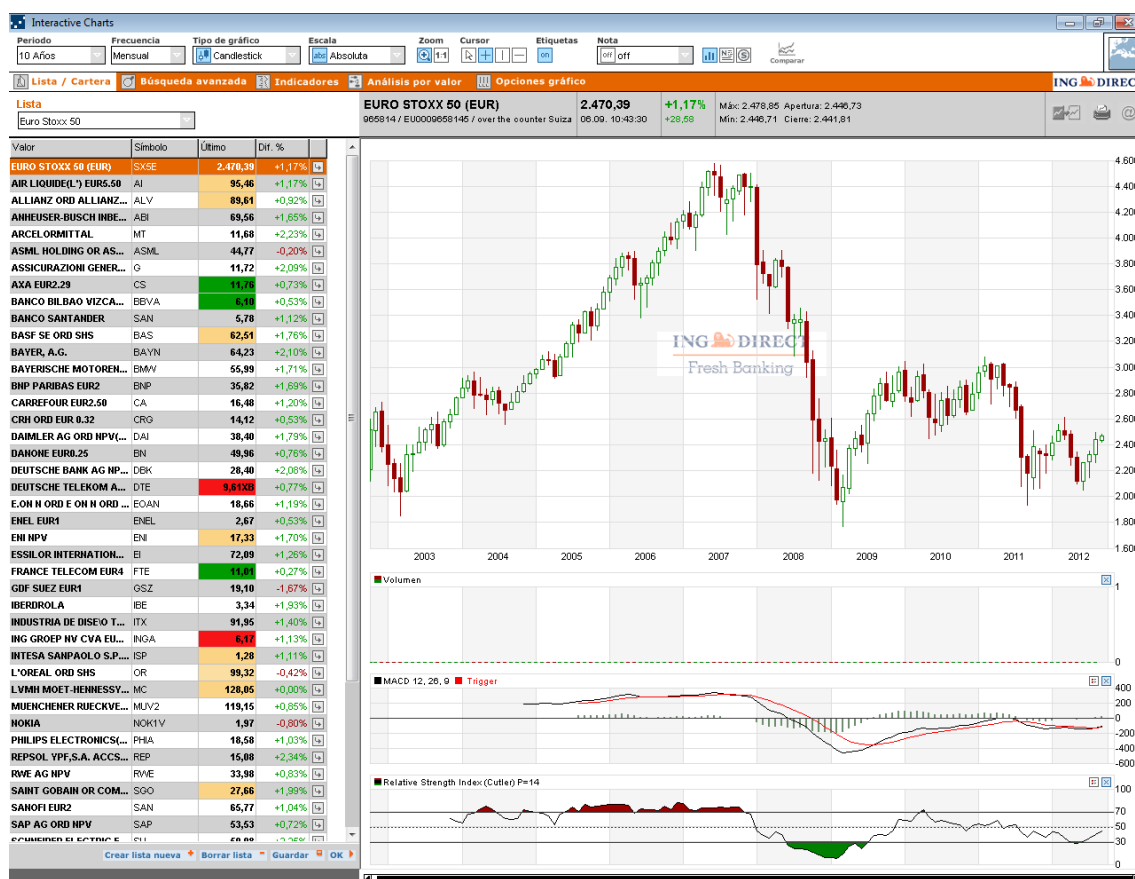 Interactive Charts
Periodo Frecuencia Tipo de gráfico Escala Zoom Cursor Etiquetas Nota
10 Años Mensual Candlestick abs Absoluta 1:1 on off off Comparar
Lista / Cartera Búsqueda avanzada Indicadores Análisis por valor Opciones gráfico ING DIREC
Lista
Euro Stoxx 50
EURO STOXX 50 (EUR) 2.470,39 +1,17% Máx: 2.478,85 Apertura: 2.446,73
965814 / EU0009658145 / over the counter Suiza 06.09. 10:43:30 +28,58 Mín: 2.446,71 Cierre: 2.441,81
Valor Símbolo Último Dif. %
EURO STOXX 50 (EUR) SX5E 2.470,39 +1,17%
AIR LIQUIDE(L') EUR5.50 AI 95,46 +1,17%
ALLIANZ ORD ALLIANZ... ALV 89,61 +0,92%
ANHEUSER-BUSCH INBE... ABI 69,56 +1,65%
ARCELORMITTAL MT 11,68 +2,23%
ASML HOLDING OR AS... ASML 44,77 -0,20%
ASSICURAZIONI GENER... G 11,72 +2,09%
AXA EUR2.29 CS 11,76 +0,73%
BANCO BILBAO VIZCA... BBVA 6,10 +0,53%
BANCO SANTANDER SAN 5,78 +1,12%
BASF SE ORD SHS BAS 62,51 +1,76%
BAYER, A.G. BAYN 64,23 +2,10%
BAYERISCHE MOTOREN... BMW 55,99 +1,71%
BNP PARIBAS EUR2 BNP 35,82 +1,69%
CARREFOUR EUR2.50 CA 16,48 +1,20%
CRH ORD EUR 0.32 CRG 14,12 +0,53%
DAIMLER AG ORD NPV(... DAI 38,40 +1,79%
DANONE EUR0.25 BN 49,96 +0,76%
DEUTSCHE BANK AG NP... DBK 28,40 +2,08%
DEUTSCHE TELEKOM A... DTE 9,61XB +0,77%
E.ON N ORD E ON N ORD ... EOAN 18,66 +1,19%
ENEL EUR1 ENEL 2,67 +0,53%
ENI NPV ENI 17,33 +1,70%
ESSILOR INTERNATION... EI 72,09 +1,26%
FRANCE TELECOM EUR4 FTE 11,01 +0,27%
GDF SUEZ EUR1 GSZ 19,10 -1,67%
IBERDROLA IBE 3,34 +1,93%
INDUSTRIA DE DISE\O T... ITX 91,95 +1,40%
ING GROEP NV CVA EU... INGA 6,17 +1,13%
INTESA SANPAOLO S.P.... ISP 1,28 +1,11%
L'OREAL ORD SHS OR 99,32 -0,42%
LVMH MOET-HENNESSY... MC 128,05 +0,00%
MUENCHENER RUECKVE... MUV2 119,15 +0,85%
NOKIA NOK1V 1,97 -0,80%
PHILIPS ELECTRONICS(... PHIA 18,58 +1,03%
REPSOL YPF,S.A. ACCS... REP 15,08 +2,34%
RWE AG NPV RWE 33,98 +0,83%
SAINT GOBAIN OR COM... SGO 27,66 +1,99%
SANOFI EUR2 SAN 65,77 +1,04%
SAP AG ORD NPV SAP 53,53 +0,72%
Crear lista nueva Borrar lista Guardar OK
4.600
4.400
4.200
4.000
3.800
3.600
3.400
3.200
3.000
2.800
2.600
2.400
2.200
2.000
1.600
ING DIRECT
Fresh Banking
2003 2004 2005 2006 2007 2008 2009 2010 2011 2012
Volumen
1
0
MACD 12, 26, 9 Trigger
400
200
0
-200
-400
-600
Relative Strength Index (Cutler) P=14
100
70
50
30
0